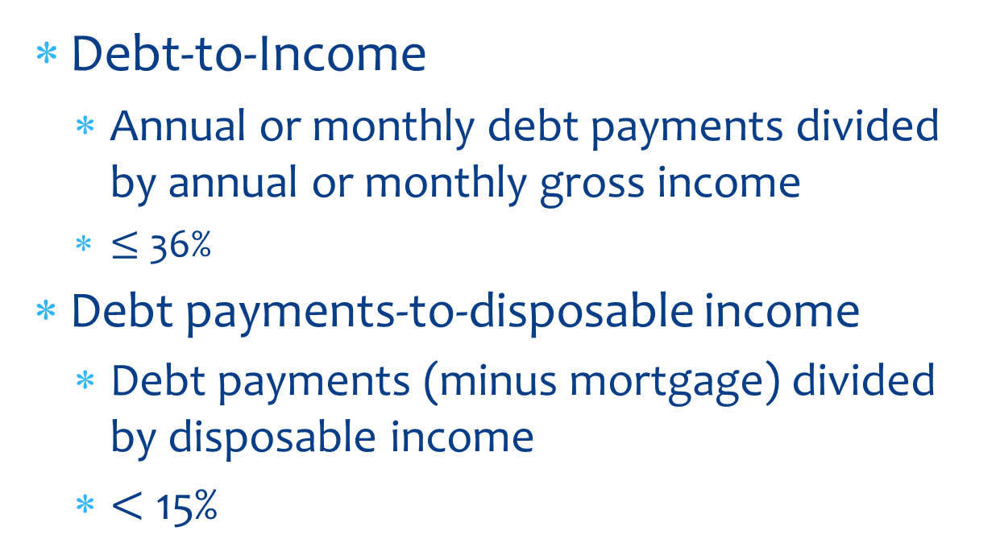 * Debt-to-Income
* Annual or monthly debt payments divided
by annual or monthly gross income
* ≤ 36%
* Debt payments-to-disposable income
* Debt payments (minus mortgage) divided
by disposable income
* < 15%